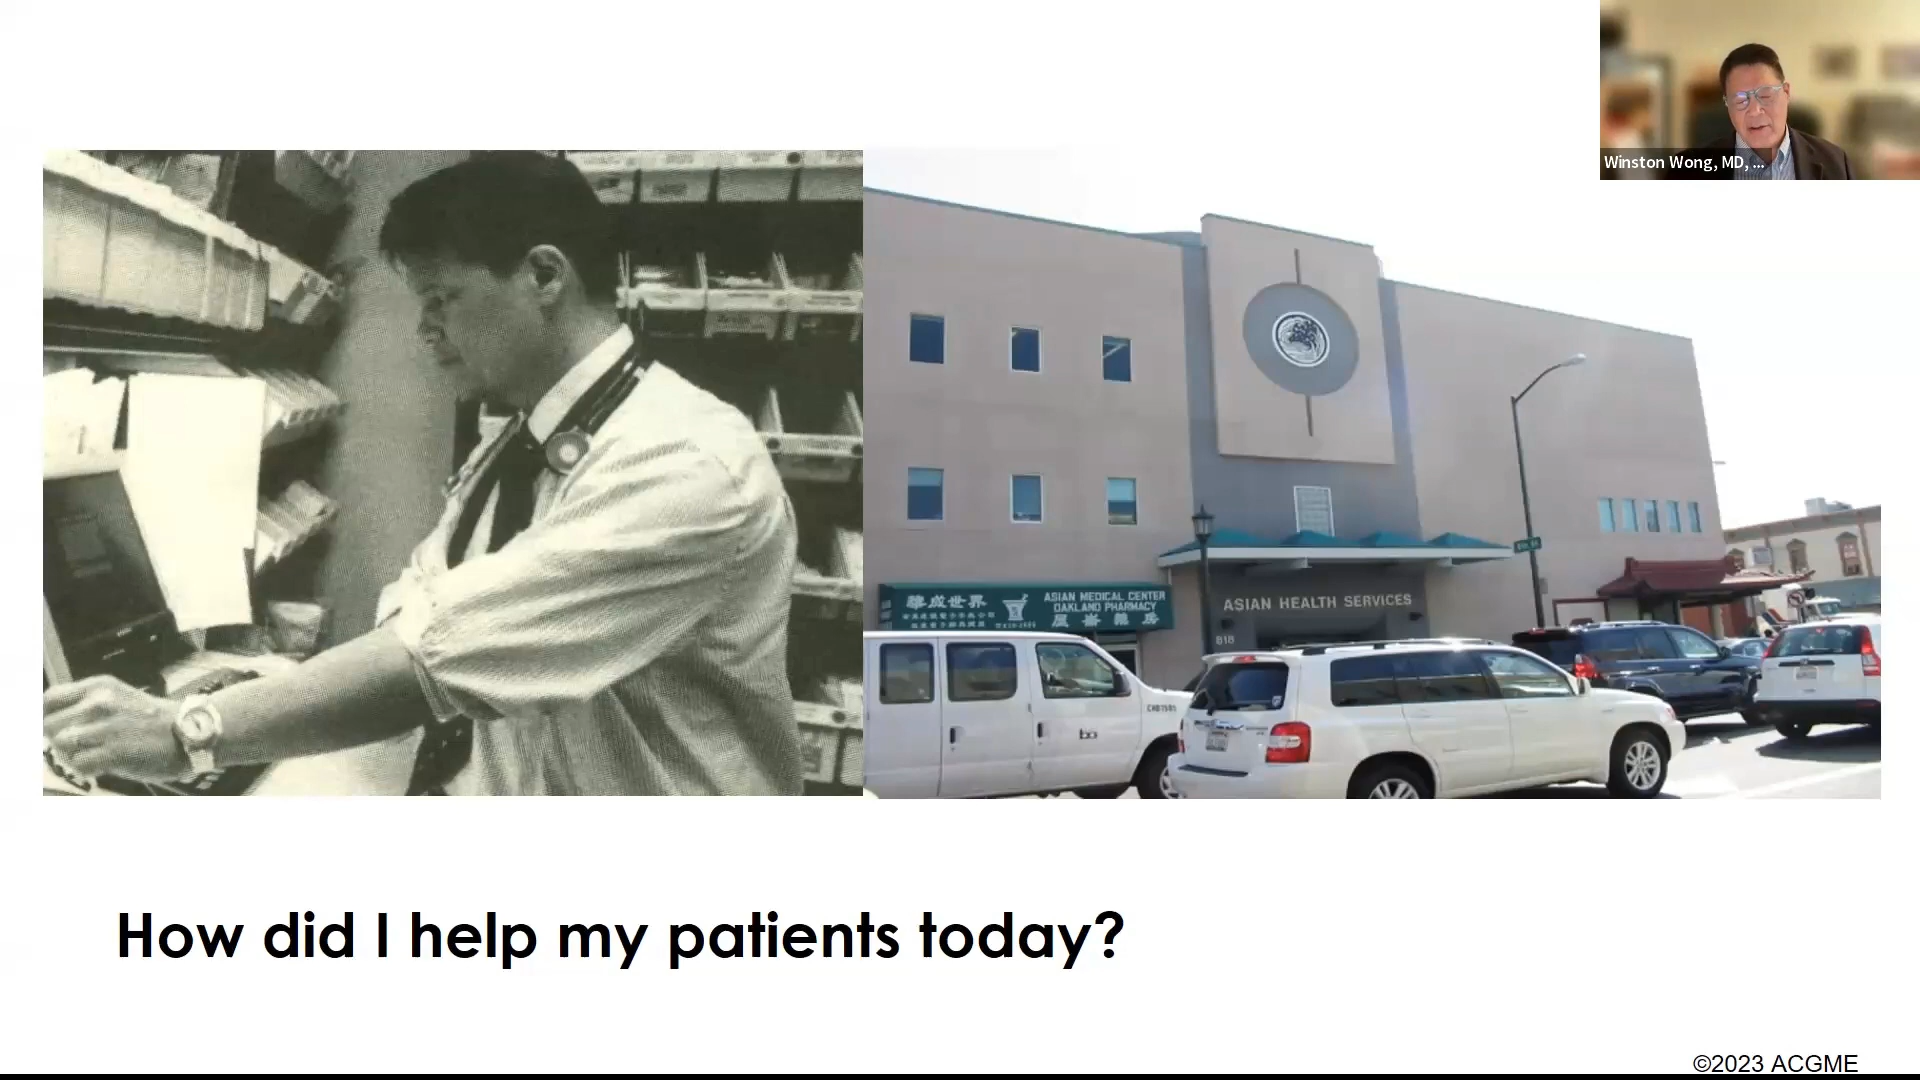 Winston Wong, MD, ...
ASIAN MEDICAL CENTER
OAKLAND PHARMACY
ASIAN HEALTH SERVICES
818
How did I help my patients today?
©2023 ACGME